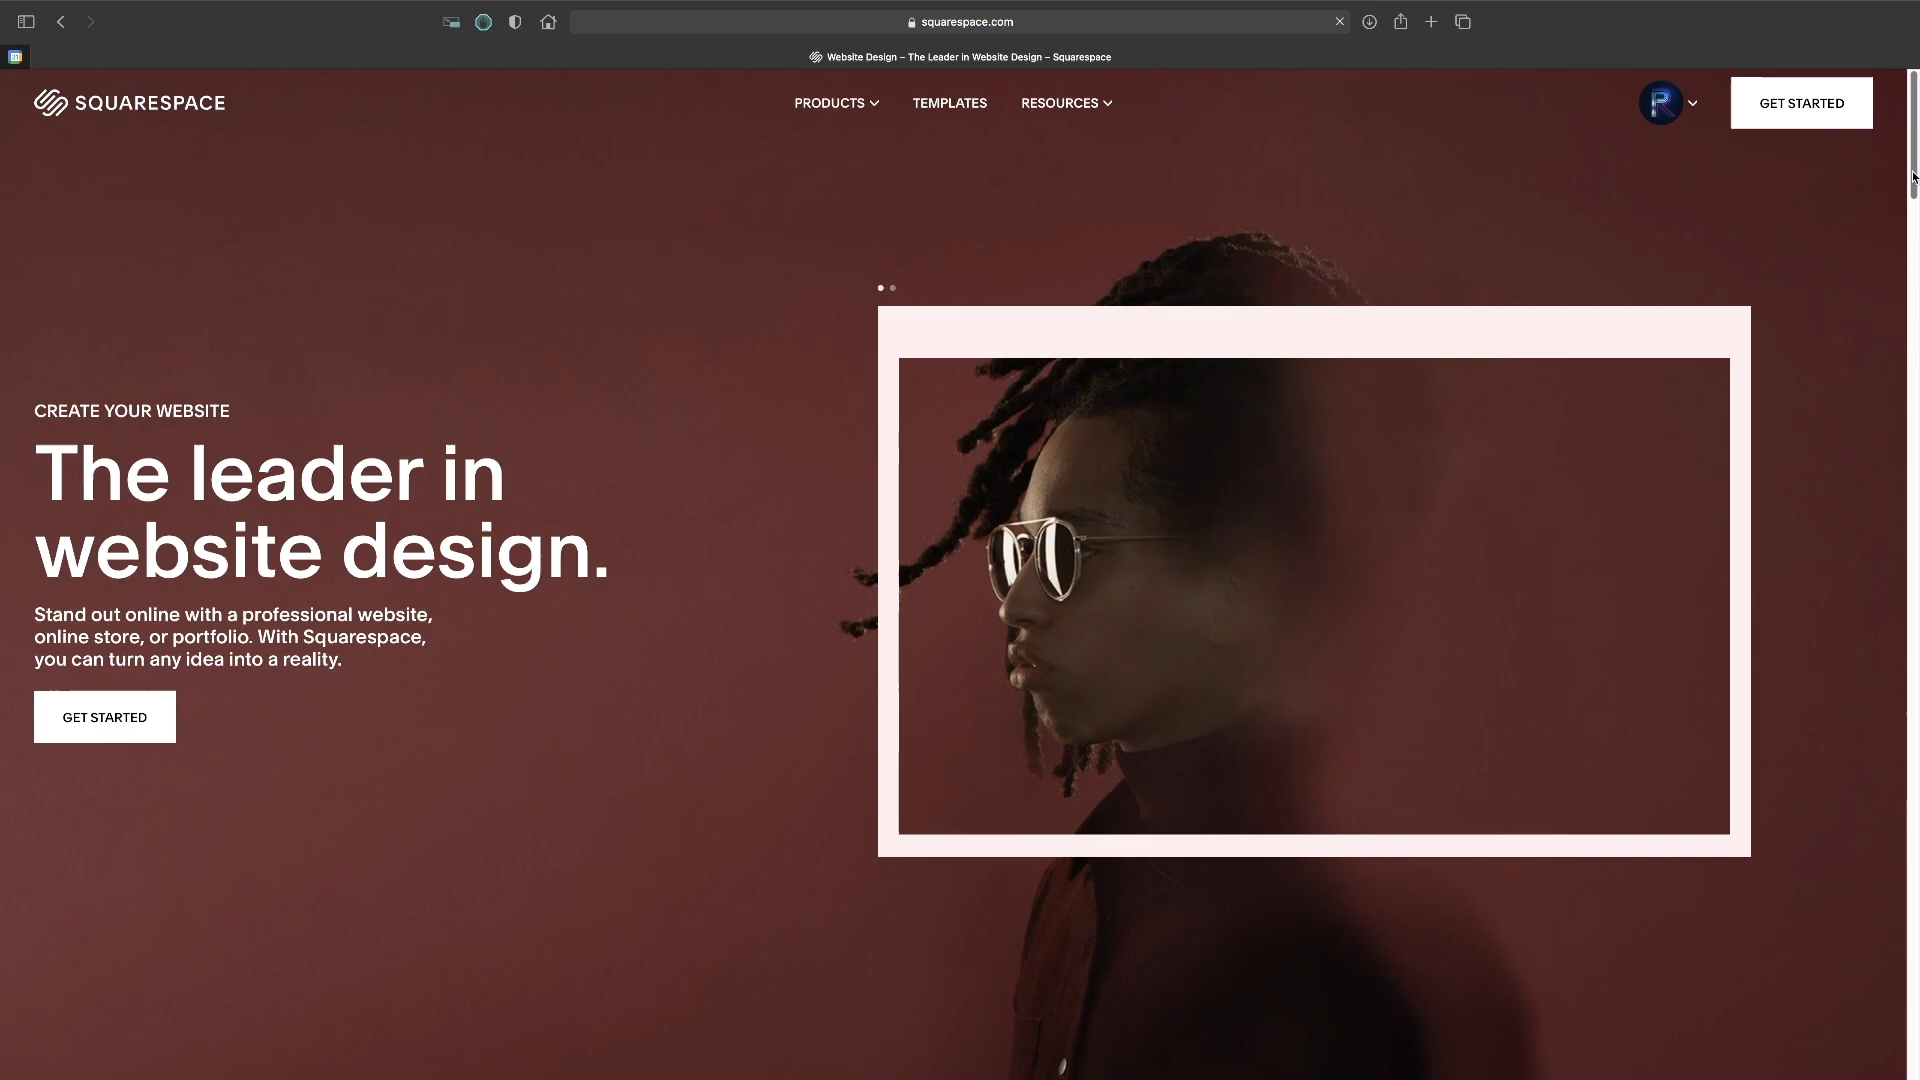 squarespace.com
Website Design – The Leader in Website Design – Squarespace
SQUARESPACE
PRODUCTS
TEMPLATES
RESOURCES
R
GET STARTED
CREATE YOUR WEBSITE
The leader in
website design.
Stand out online with a professional website,
online store, or portfolio. With Squarespace,
you can turn any idea into a reality.
GET STARTED